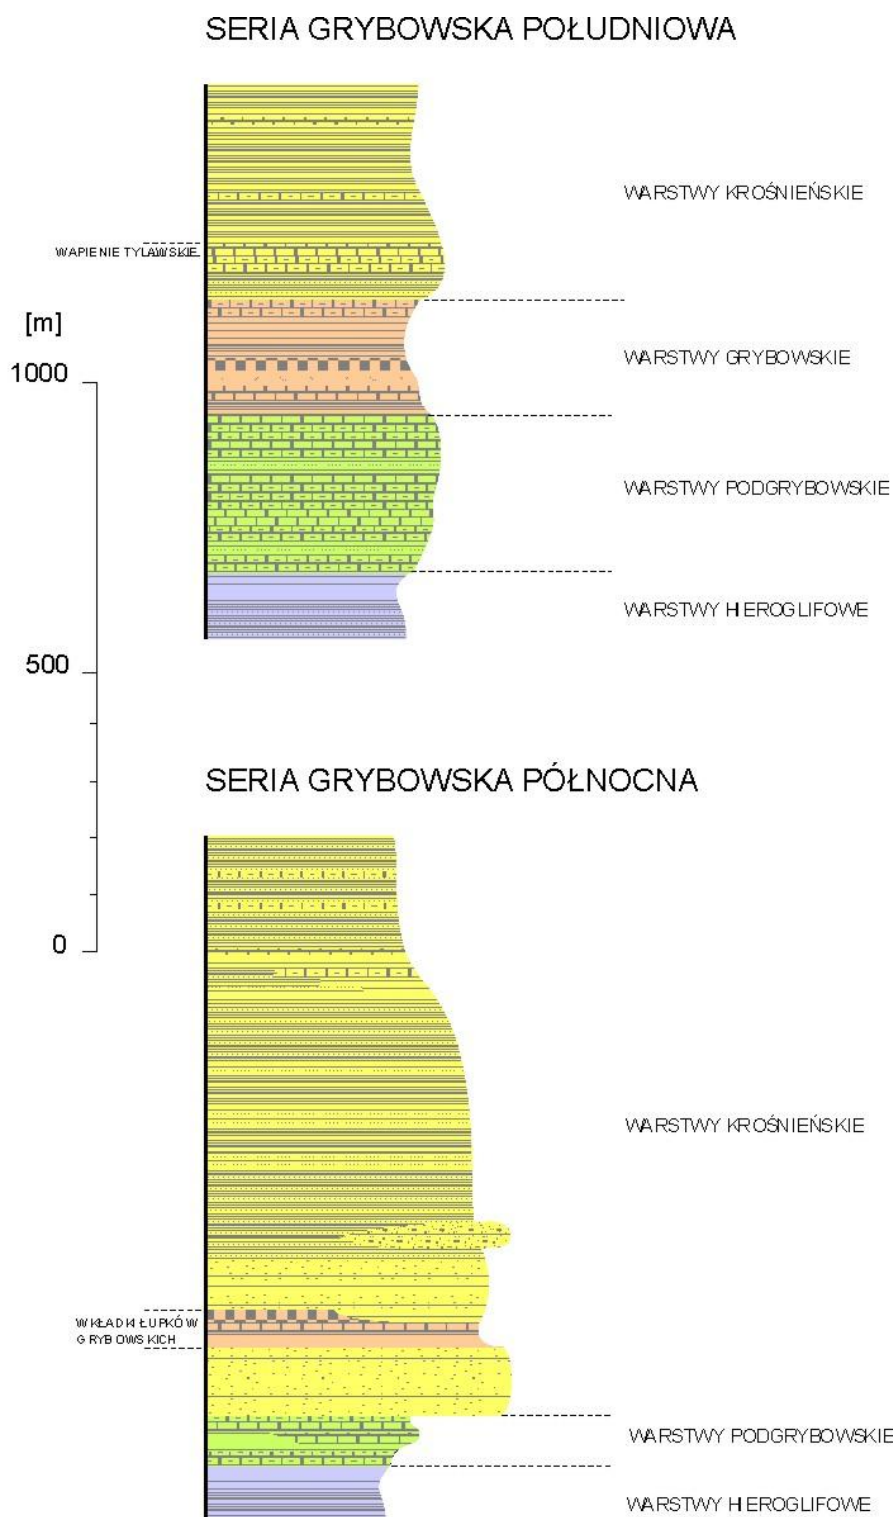 SERIA GRYBOWSKA POŁUDNIOWA
WARSTWY KROŚNIEŃSKIE
WAPIENIE TYLAWSKIE
[m]
WARSTWY GRYBOWSKIE
1000
WARSTWY PODGRYBOWSKIE
WARSTWY HIEROGLIFOWE
500
SERIA GRYBOWSKA PÓŁNOCNA
0
WARSTWY KROŚNIEŃSKIE
WKŁADKI ŁUPKÓW
GRYBOWSKICH
WARSTWY PODGRYBOWSKIE
WARSTWY HIEROGLIFOWE